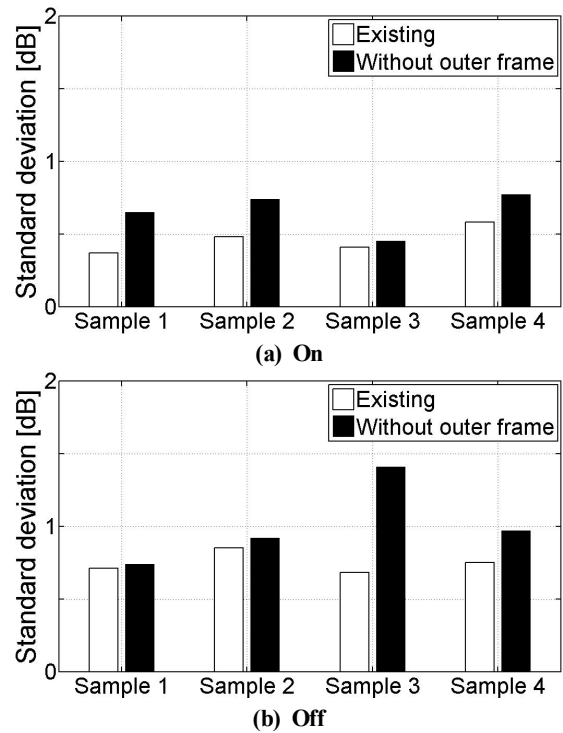 2
Existing
Without outer frame
1
0
Standard deviation [dB]
Sample 1 Sample 2 Sample 3 Sample 4
(a) On
2
Existing
Without outer frame
1
0
Standard deviation [dB]
Sample 1 Sample 2 Sample 3 Sample 4
(b) Off